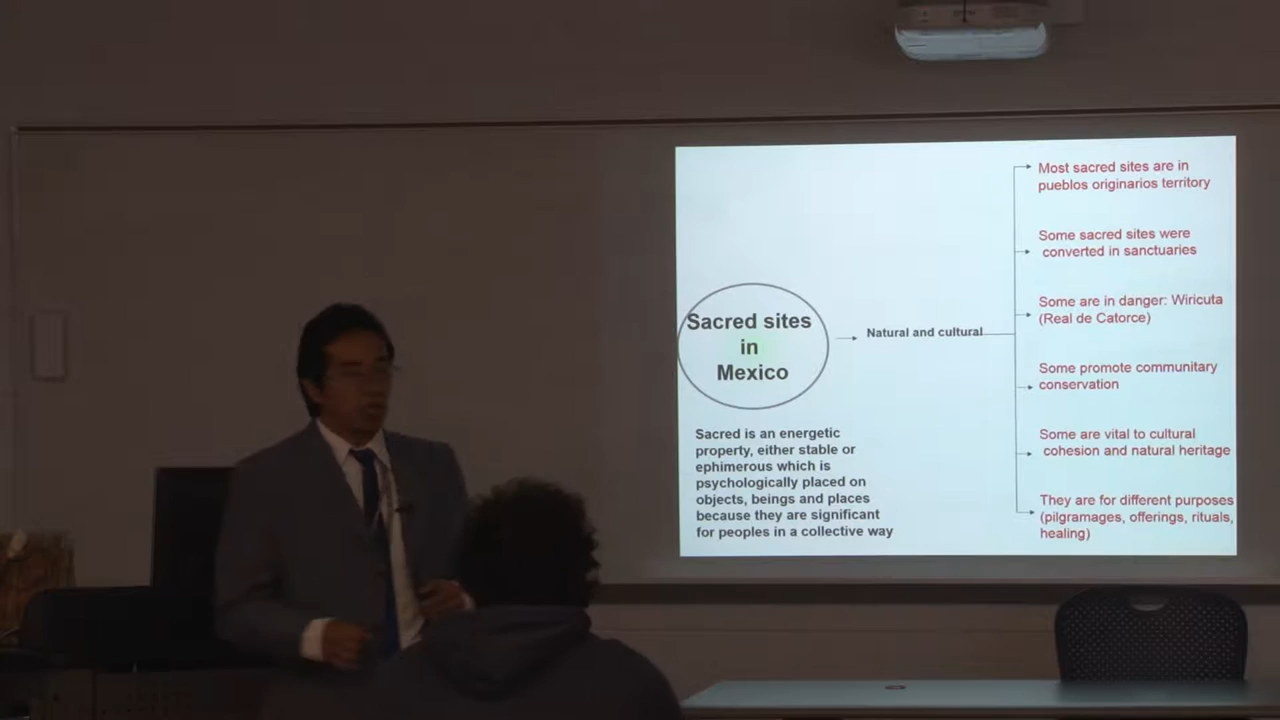 Sacred sites
in
Mexico
Natural and cultural
Sacred is an energetic
property, either stable or
ephimerous which is
psychologically placed on
objects, beings and places
because they are significant
for peoples in a collective way
Most sacred sites are in
pueblos originarios territory
Some sacred sites were
converted in sanctuaries
Some are in danger: Wiricuta
(Real de Catorce)
Some promote communitary
conservation
Some are vital to cultural
cohesion and natural heritage
They are for different purposes
(pilgramages, offerings, rituals,
healing)